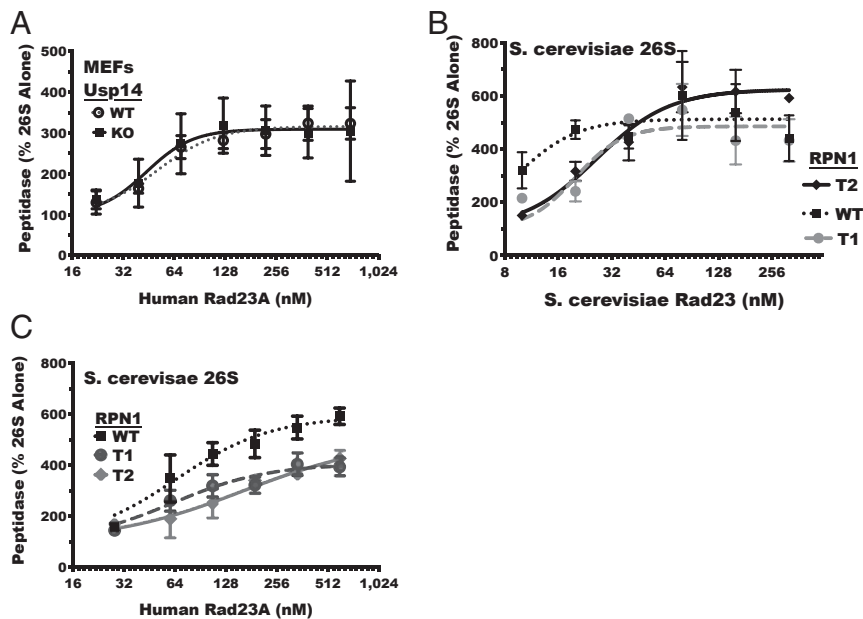 A
MEFs
Usp14
WT
KO
Peptidase (% 26S Alone)
500
400
300
200
100
0
16 32 64 128 256 512 1,024
Human Rad23A (nM)
B
S. cerevisiae 26S
Peptidase (% 26S Alone)
800
600
400
200
0
8 16 32 64 128 256
S. cerevisiae Rad23 (nM)
RPN1
T2
WT
T1
C
S. cerevisae 26S
RPN1
WT
T1
T2
Peptidase (% 26S Alone)
800
600
400
200
0
16 32 64 128 256 512 1,024
Human Rad23A (nM)